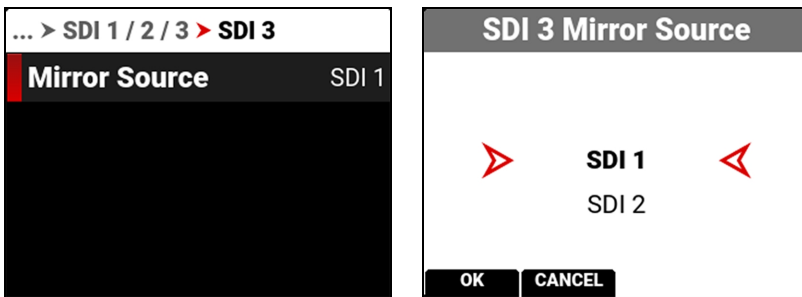 ... > SDI 1 / 2 / 3 > SDI 3
Mirror Source SDI 1
SDI 3 Mirror Source
SDI 1
SDI 2
OK CANCEL